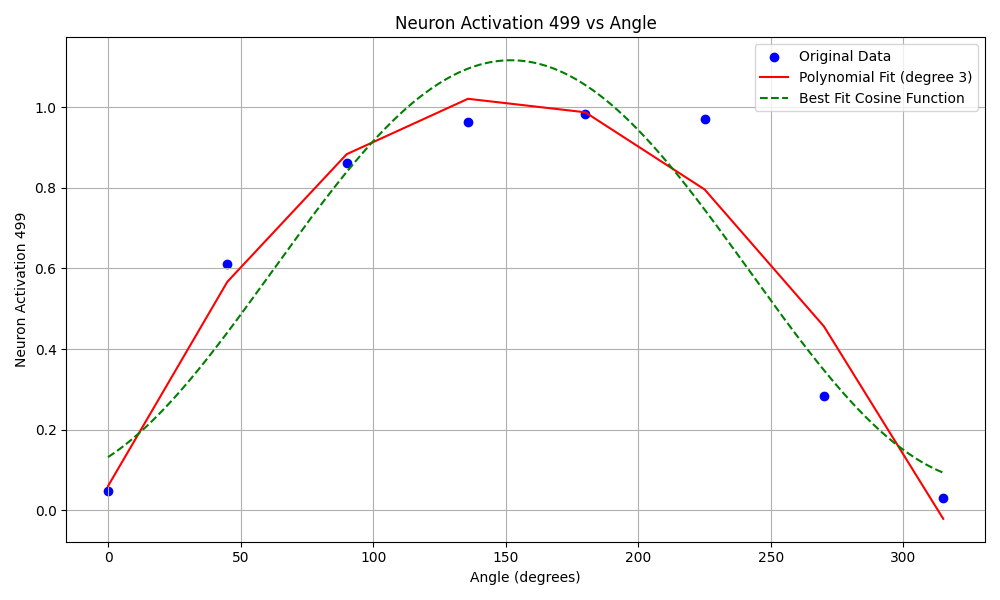 Neuron Activation 499 vs Angle
Original Data
Polynomial Fit (degree 3)
Best Fit Cosine Function
Neuron Activation 499
1.0
0.8
0.6
0.4
0.2
0.0
0 50 100 150 200 250 300
Angle (degrees)